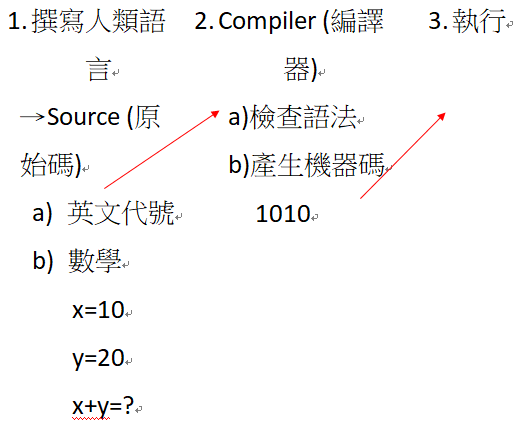 1. 撰寫人類語
言
→Source (原
始碼)
a) 英文代號
b) 數學
x=10
y=20
x+y=?
2. Compiler (編譯
器)
a)檢查語法
b)產生機器碼
1010
3. 執行